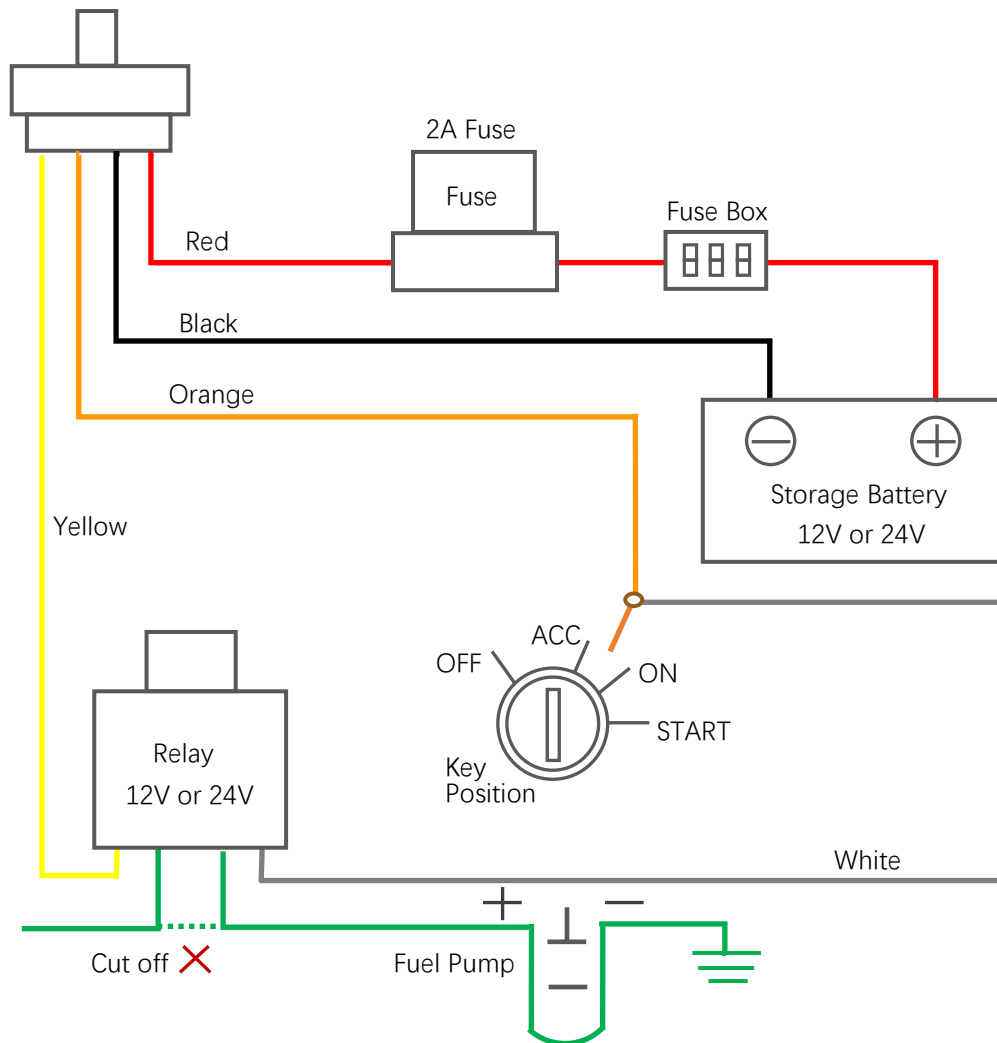 2A Fuse
Fuse
Fuse Box
Red
Black
Orange
Storage Battery
12V or 24V
Yellow
ACC
OFF
ON
START
Key
Position
Relay
12V or 24V
White
Cut off
Fuel Pump